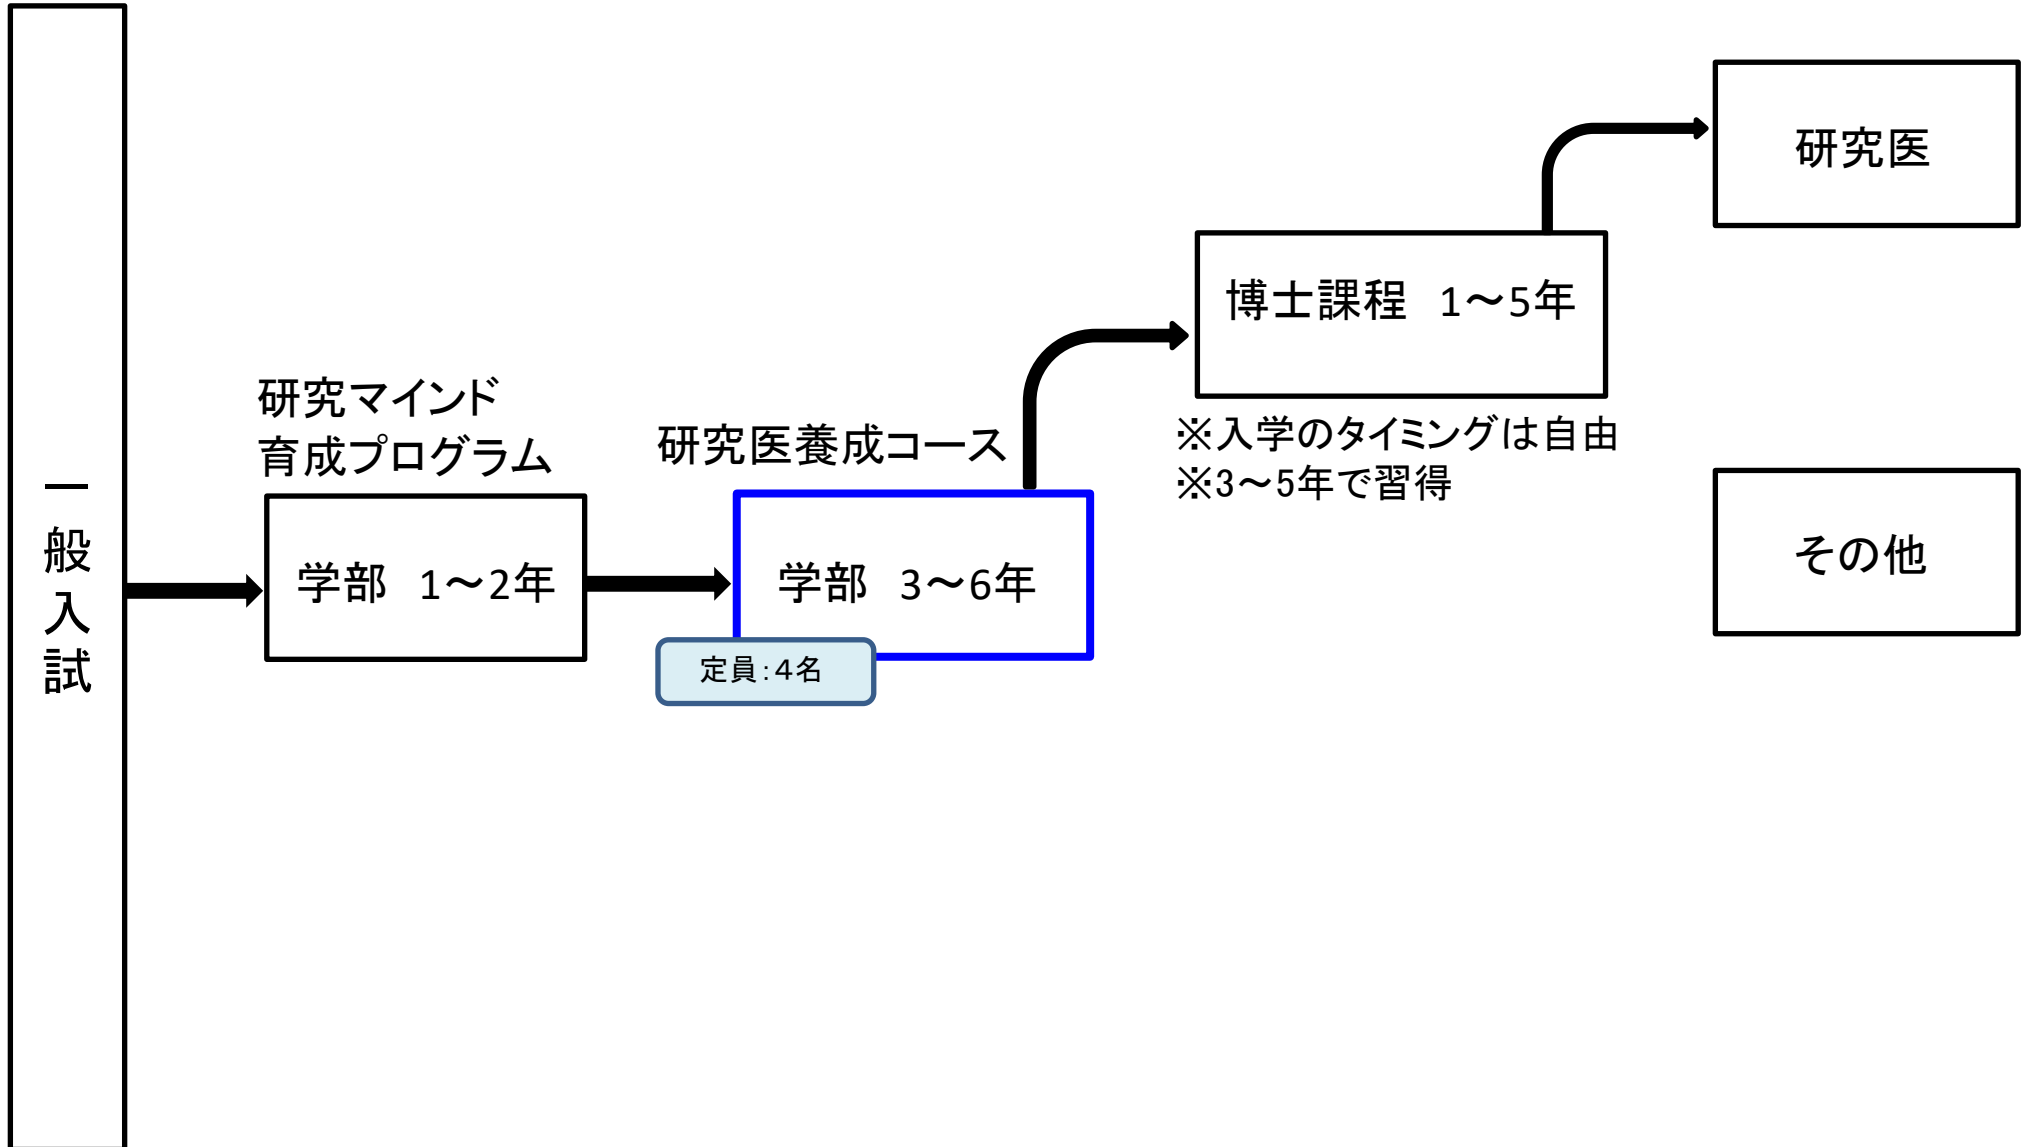 一般入試
研究マインド
育成プログラム
学部　1～2年
研究医養成コース
学部　3～6年
定員：4名
博士課程　1～5年
※入学のタイミングは自由
※3～5年で習得
研究医
その他